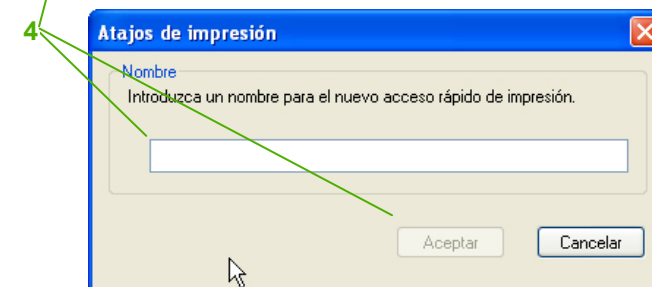 4
Atajos de impresión
Nombre
Introduzca un nombre para el nuevo acceso rápido de impresión.
Aceptar
Cancelar